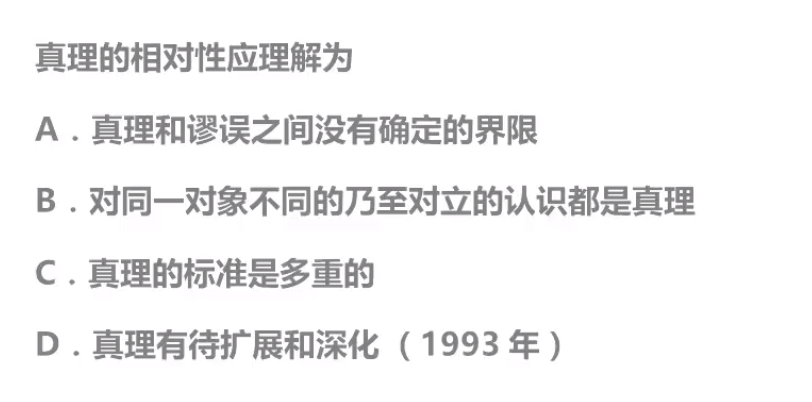 真理的相对性应理解为
A．真理和谬误之间没有确定的界限
B．对同一对象不同的乃至对立的认识都是真理
C．真理的标准是多重的
D．真理有待扩展和深化（1993 年）